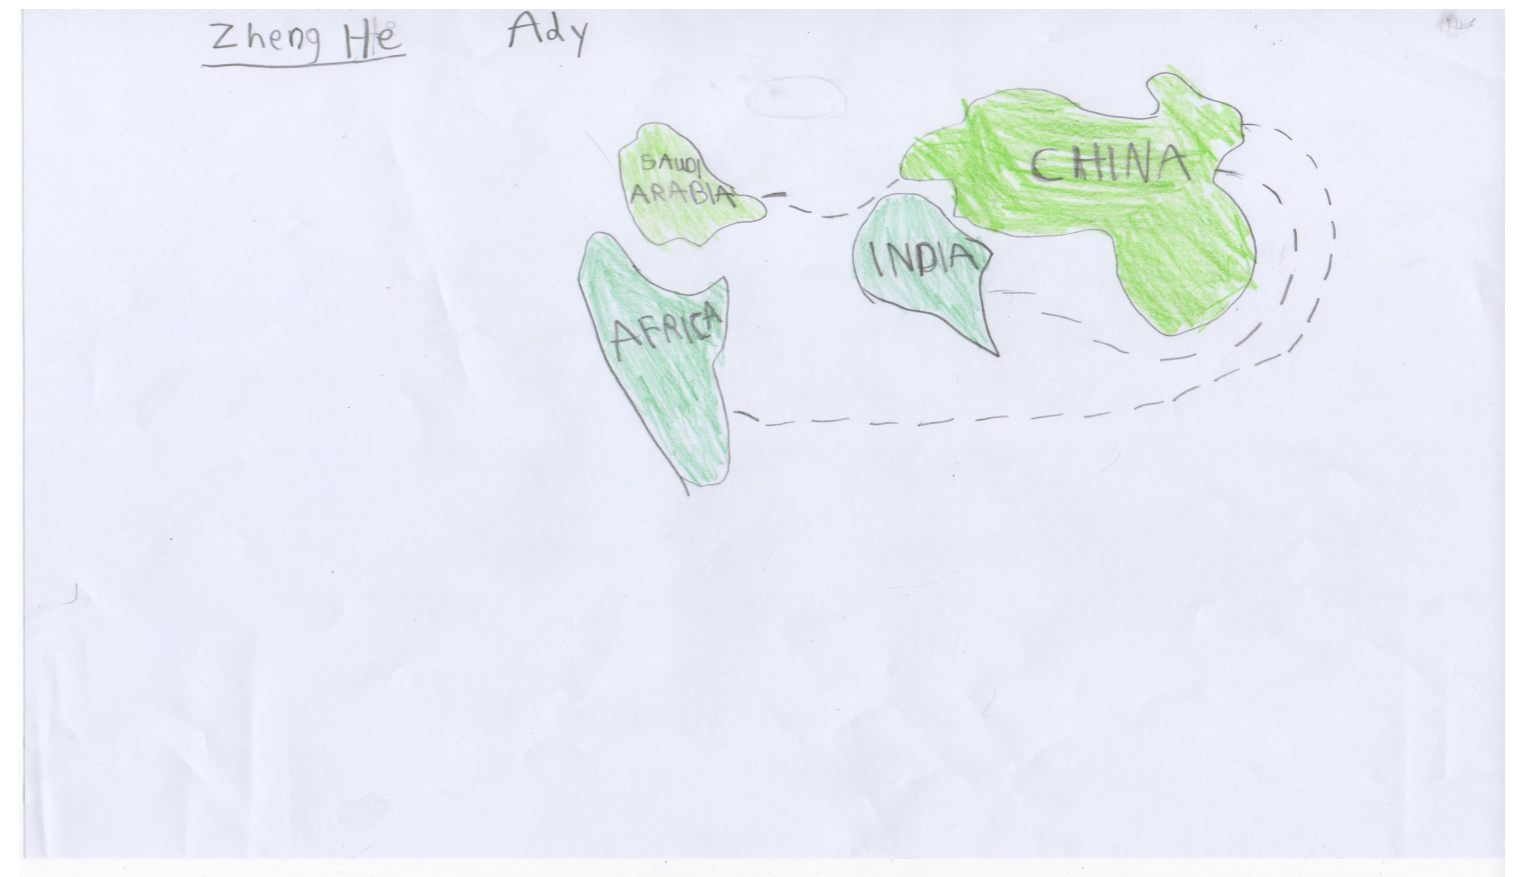 Zheng He Ady
SAUDI
ARABIA
CHINA
INDIA
AFRICA